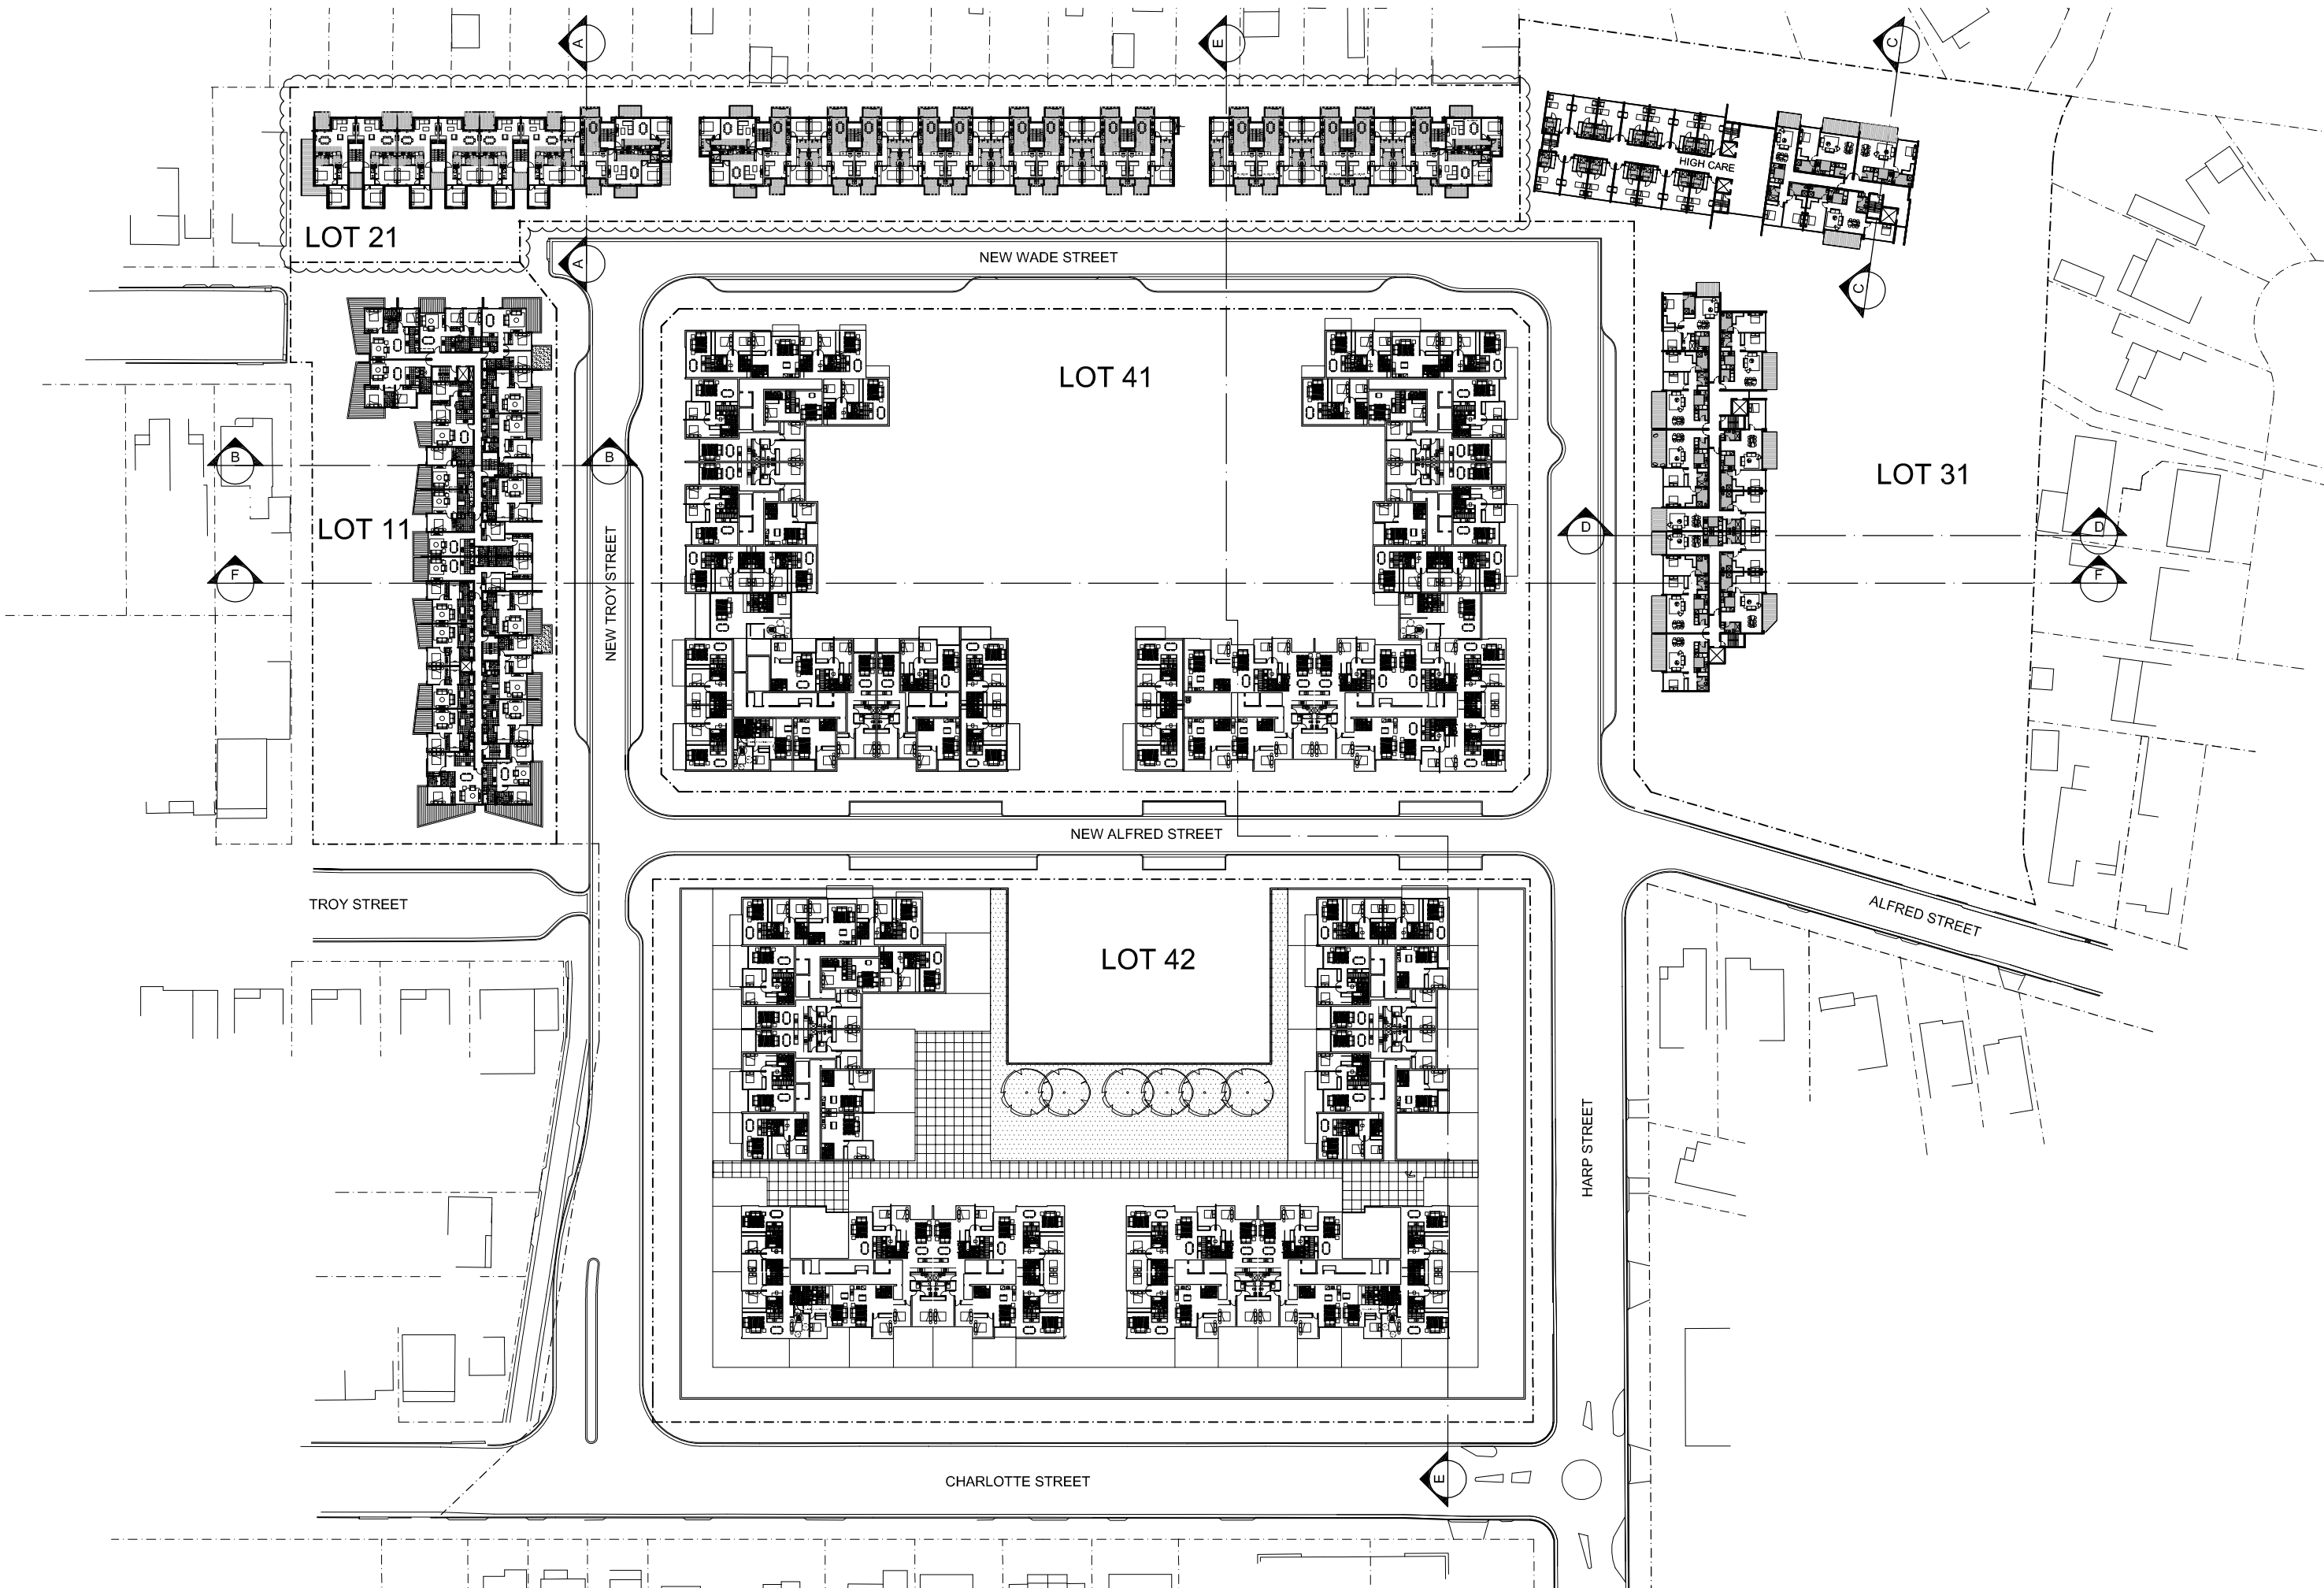 A
E
C
HIGH CARE
LOT 21
A
NEW WADE STREET
C
LOT 41
B
B
LOT 31
LOT 11
D
D
F
F
NEW TROY STREET
NEW ALFRED STREET
TROY STREET
ALFRED STREET
LOT 42
HARP STREET
CHARLOTTE STREET
E